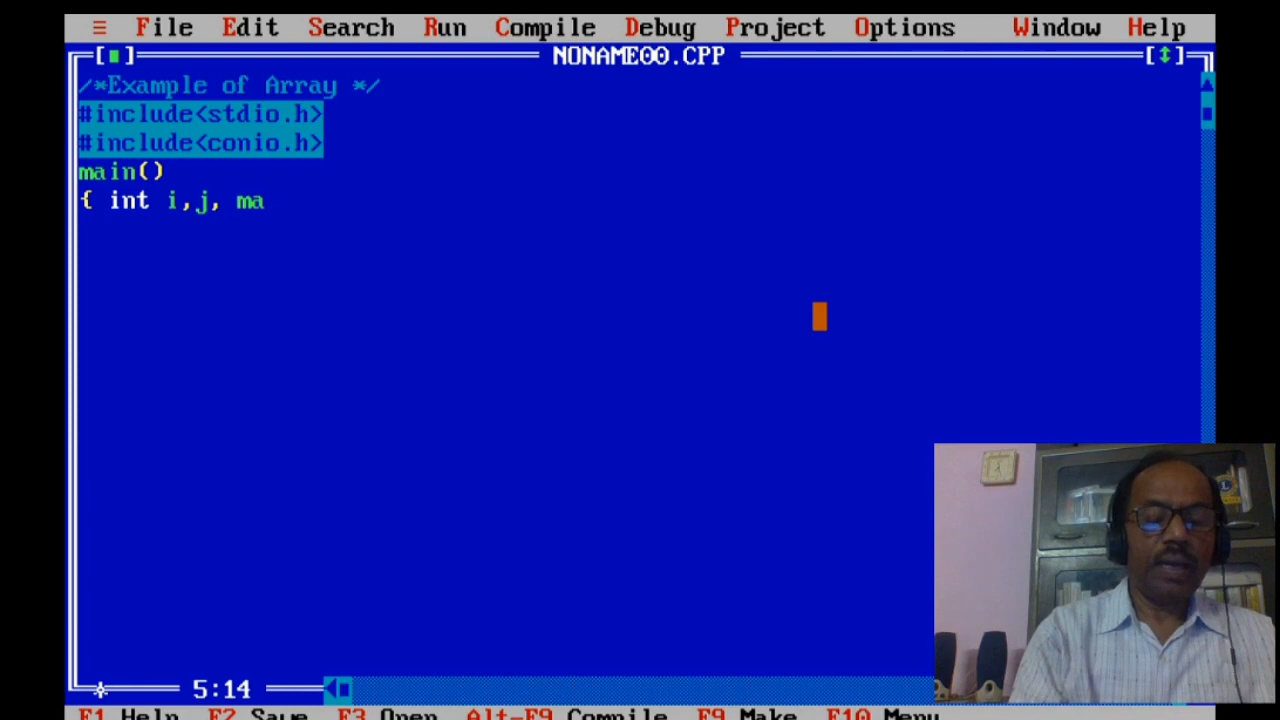 ≡ File Edit Search Run Compile Debug Project Options Window Help
[■] NONAME00.CPP [↕]
/*Example of Array */
#include<stdio.h>
#include<conio.h>
main()
{ int i,j, ma
5:14
F1 Help F2 Save F3 Open Alt-F9 Compile F9 Make F10 Menu